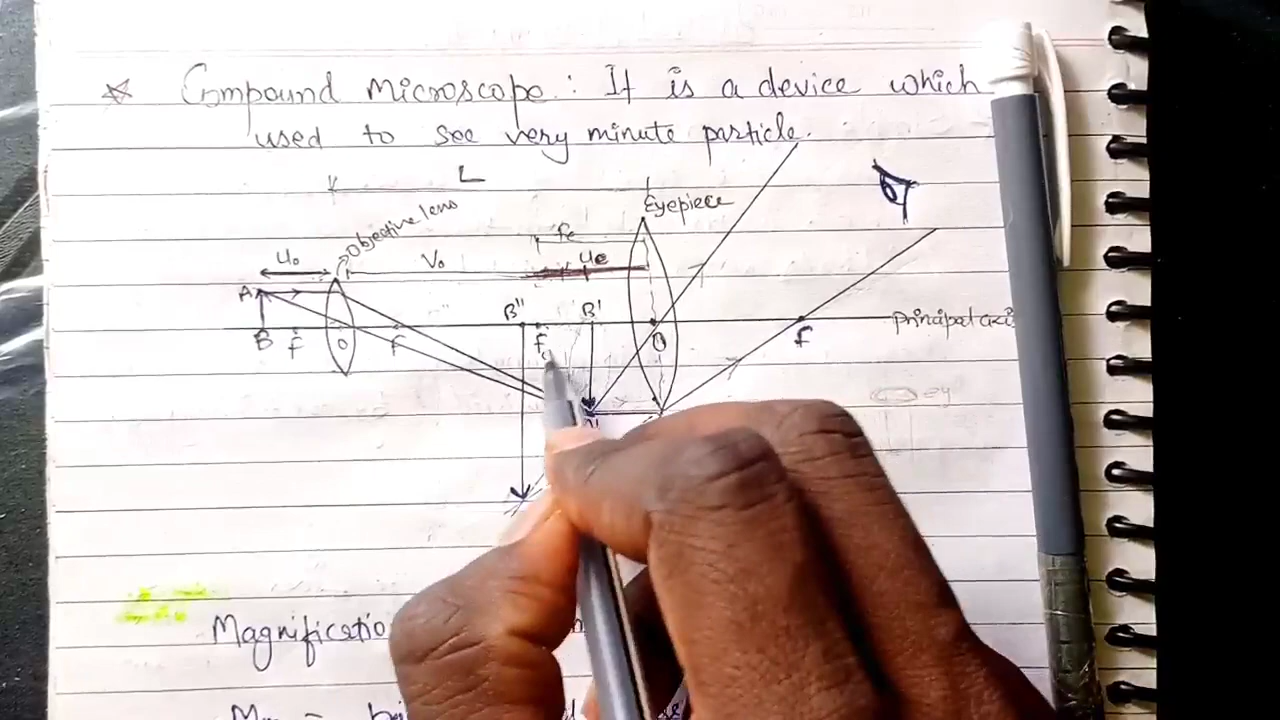 Compound Microscope : It is a device which
used to see very minute particle.
L
Objective lens
Eyepiece
fe
u₀
V₀
ue
A
B" B'
Principal axis
B f O f f O f
Magnificatio